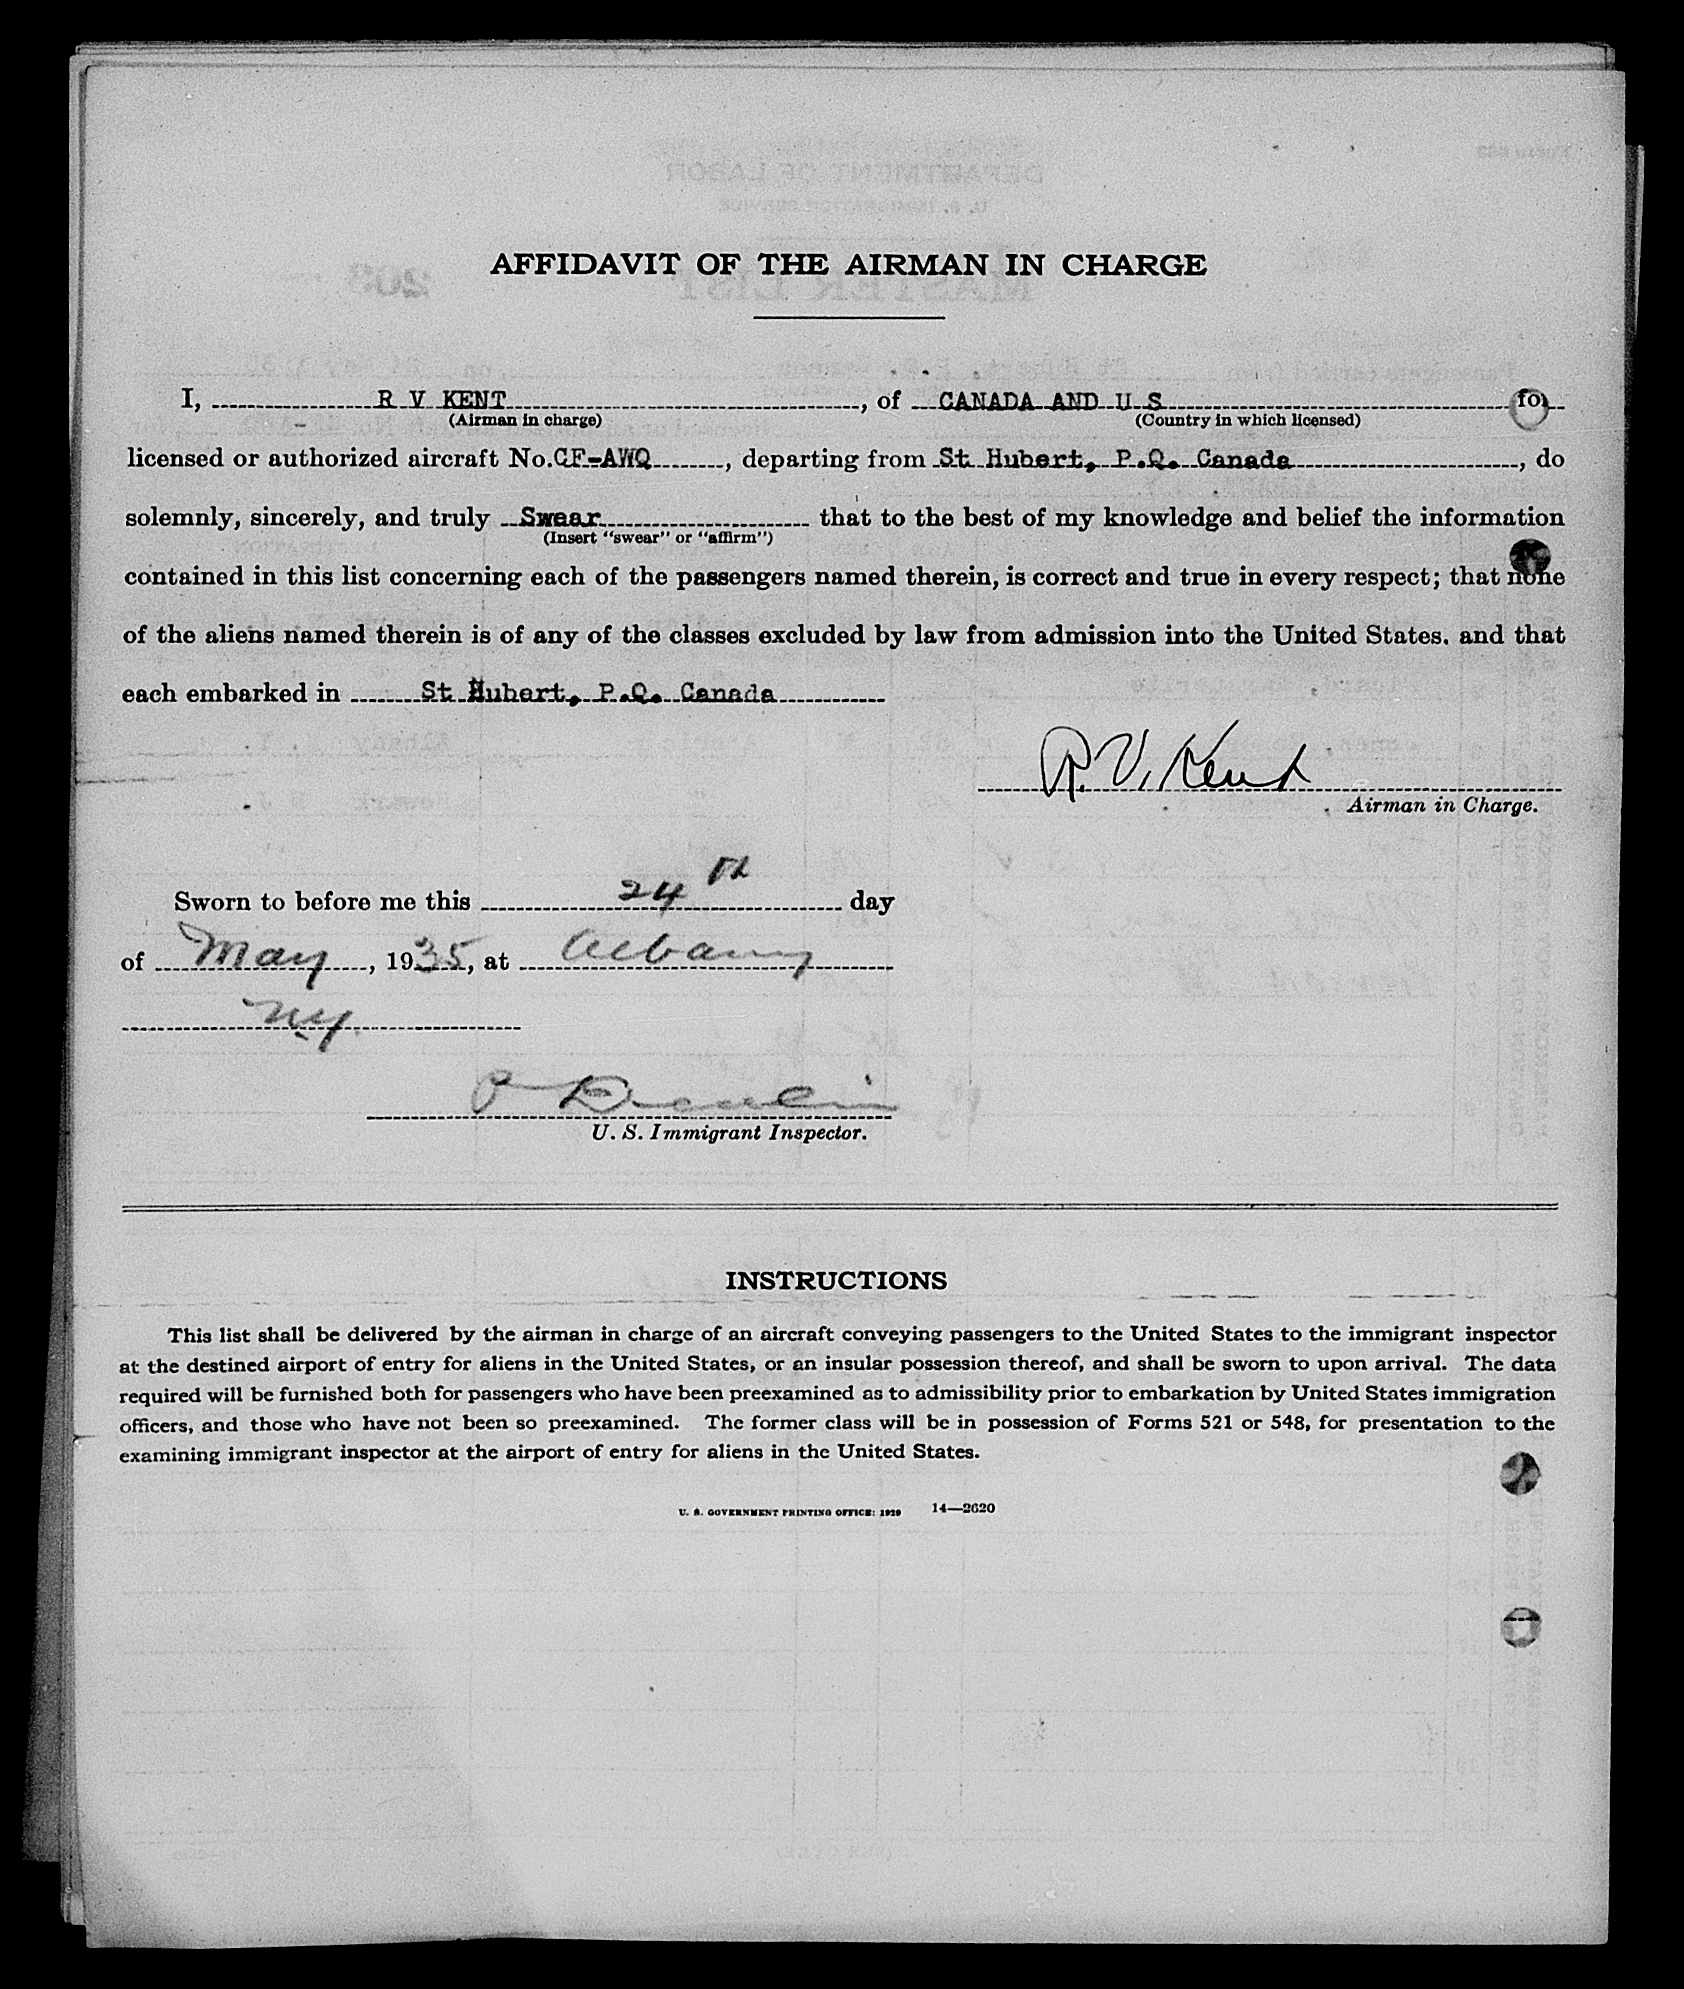 AFFIDAVIT OF THE AIRMAN IN CHARGE
I, R V KENT, of CANADA AND U S for
(Airman in charge) (Country in which licensed)
licensed or authorized aircraft No. CF-AWQ, departing from St Hubert, P.Q. Canada, do
solemnly, sincerely, and truly Swear that to the best of my knowledge and belief the information
(Insert "swear" or "affirm")
contained in this list concerning each of the passengers named therein, is correct and true in every respect; that none
of the aliens named therein is of any of the classes excluded by law from admission into the United States, and that
each embarked in St Hubert, P.Q. Canada
R. V. Kent
Airman in Charge.
Sworn to before me this 24th day
of May, 1935, at Albany
N.Y.
U. S. Immigrant Inspector.
INSTRUCTIONS
This list shall be delivered by the airman in charge of an aircraft conveying passengers to the United States to the immigrant inspector
at the destined airport of entry for aliens in the United States, or an insular possession thereof, and shall be sworn to upon arrival. The data
required will be furnished both for passengers who have been preexamined as to admissibility prior to embarkation by United States immigration
officers, and those who have not been so preexamined. The former class will be in possession of Forms 521 or 548, for presentation to the
examining immigrant inspector at the airport of entry for aliens in the United States.
U. S. GOVERNMENT PRINTING OFFICE: 1929 14—2620